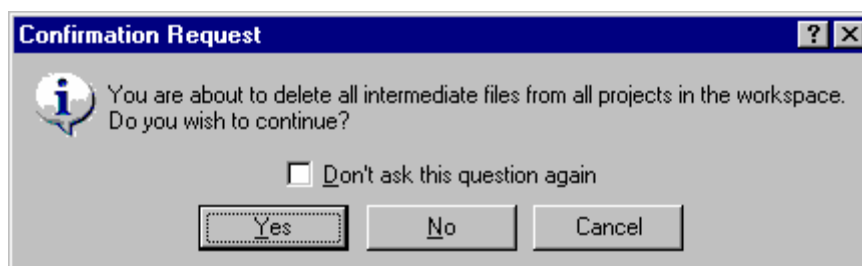 Confirmation Request
You are about to delete all intermediate files from all projects in the workspace.
Do you wish to continue?
Don't ask this question again
Yes No Cancel